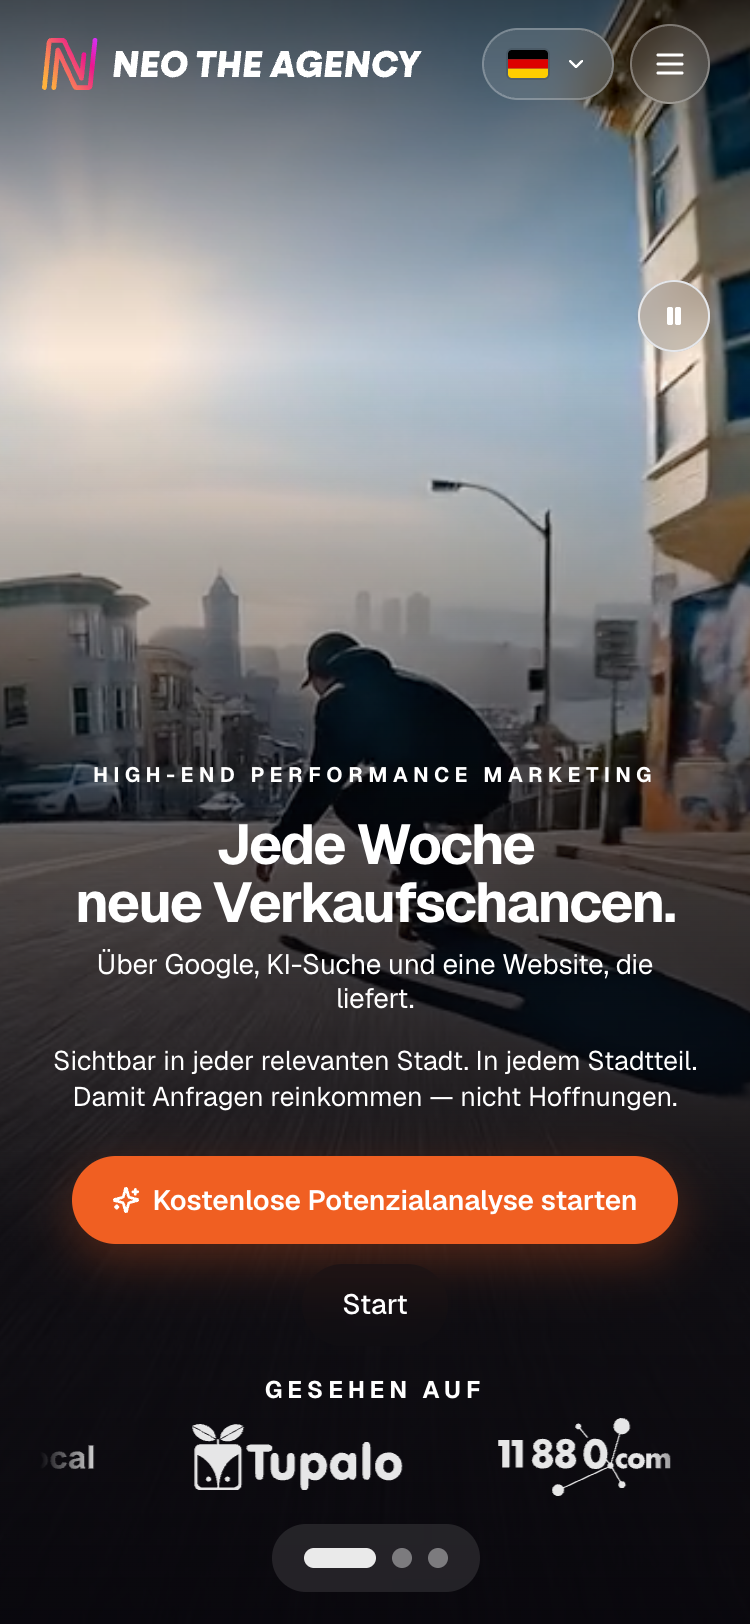 NEO THE AGENCY
HIGH-END PERFORMANCE MARKETING
Jede Woche
neue Verkaufschancen.
Über Google, KI-Suche und eine Website, die
liefert.
Sichtbar in jeder relevanten Stadt. In jedem Stadtteil.
Damit Anfragen reinkommen — nicht Hoffnungen.
Kostenlose Potenzialanalyse starten
Start
GESEHEN AUF
Tupalo
11880.com